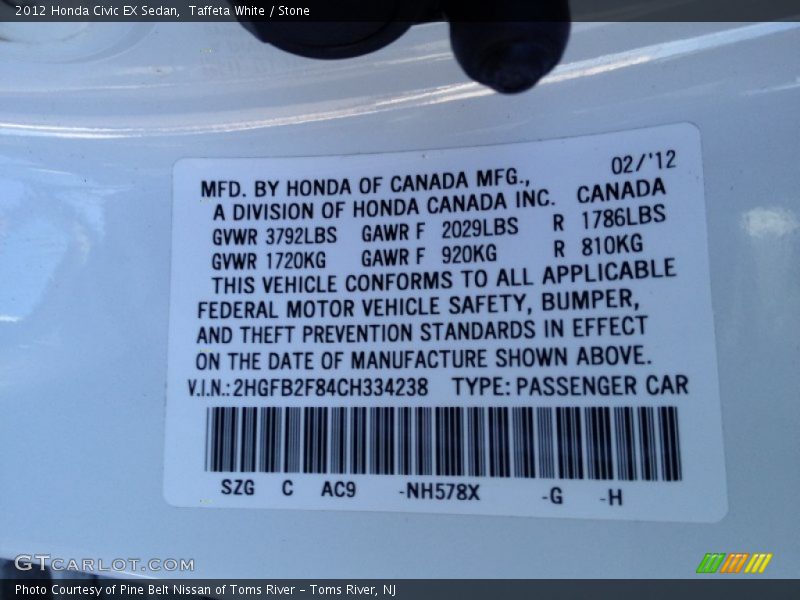 2012 Honda Civic EX Sedan, Taffeta White / Stone
02/'12
MFD. BY HONDA OF CANADA MFG.,
A DIVISION OF HONDA CANADA INC. CANADA
GVWR 3792LBS GAWR F 2029LBS R 1786LBS
GVWR 1720KG GAWR F 920KG R 810KG
THIS VEHICLE CONFORMS TO ALL APPLICABLE
FEDERAL MOTOR VEHICLE SAFETY, BUMPER,
AND THEFT PREVENTION STANDARDS IN EFFECT
ON THE DATE OF MANUFACTURE SHOWN ABOVE.
V.I.N.:2HGFB2F84CH334238 TYPE:PASSENGER CAR
SZG C AC9 -NH578X -G -H
GTCARLOT.COM
Photo Courtesy of Pine Belt Nissan of Toms River – Toms River, NJ